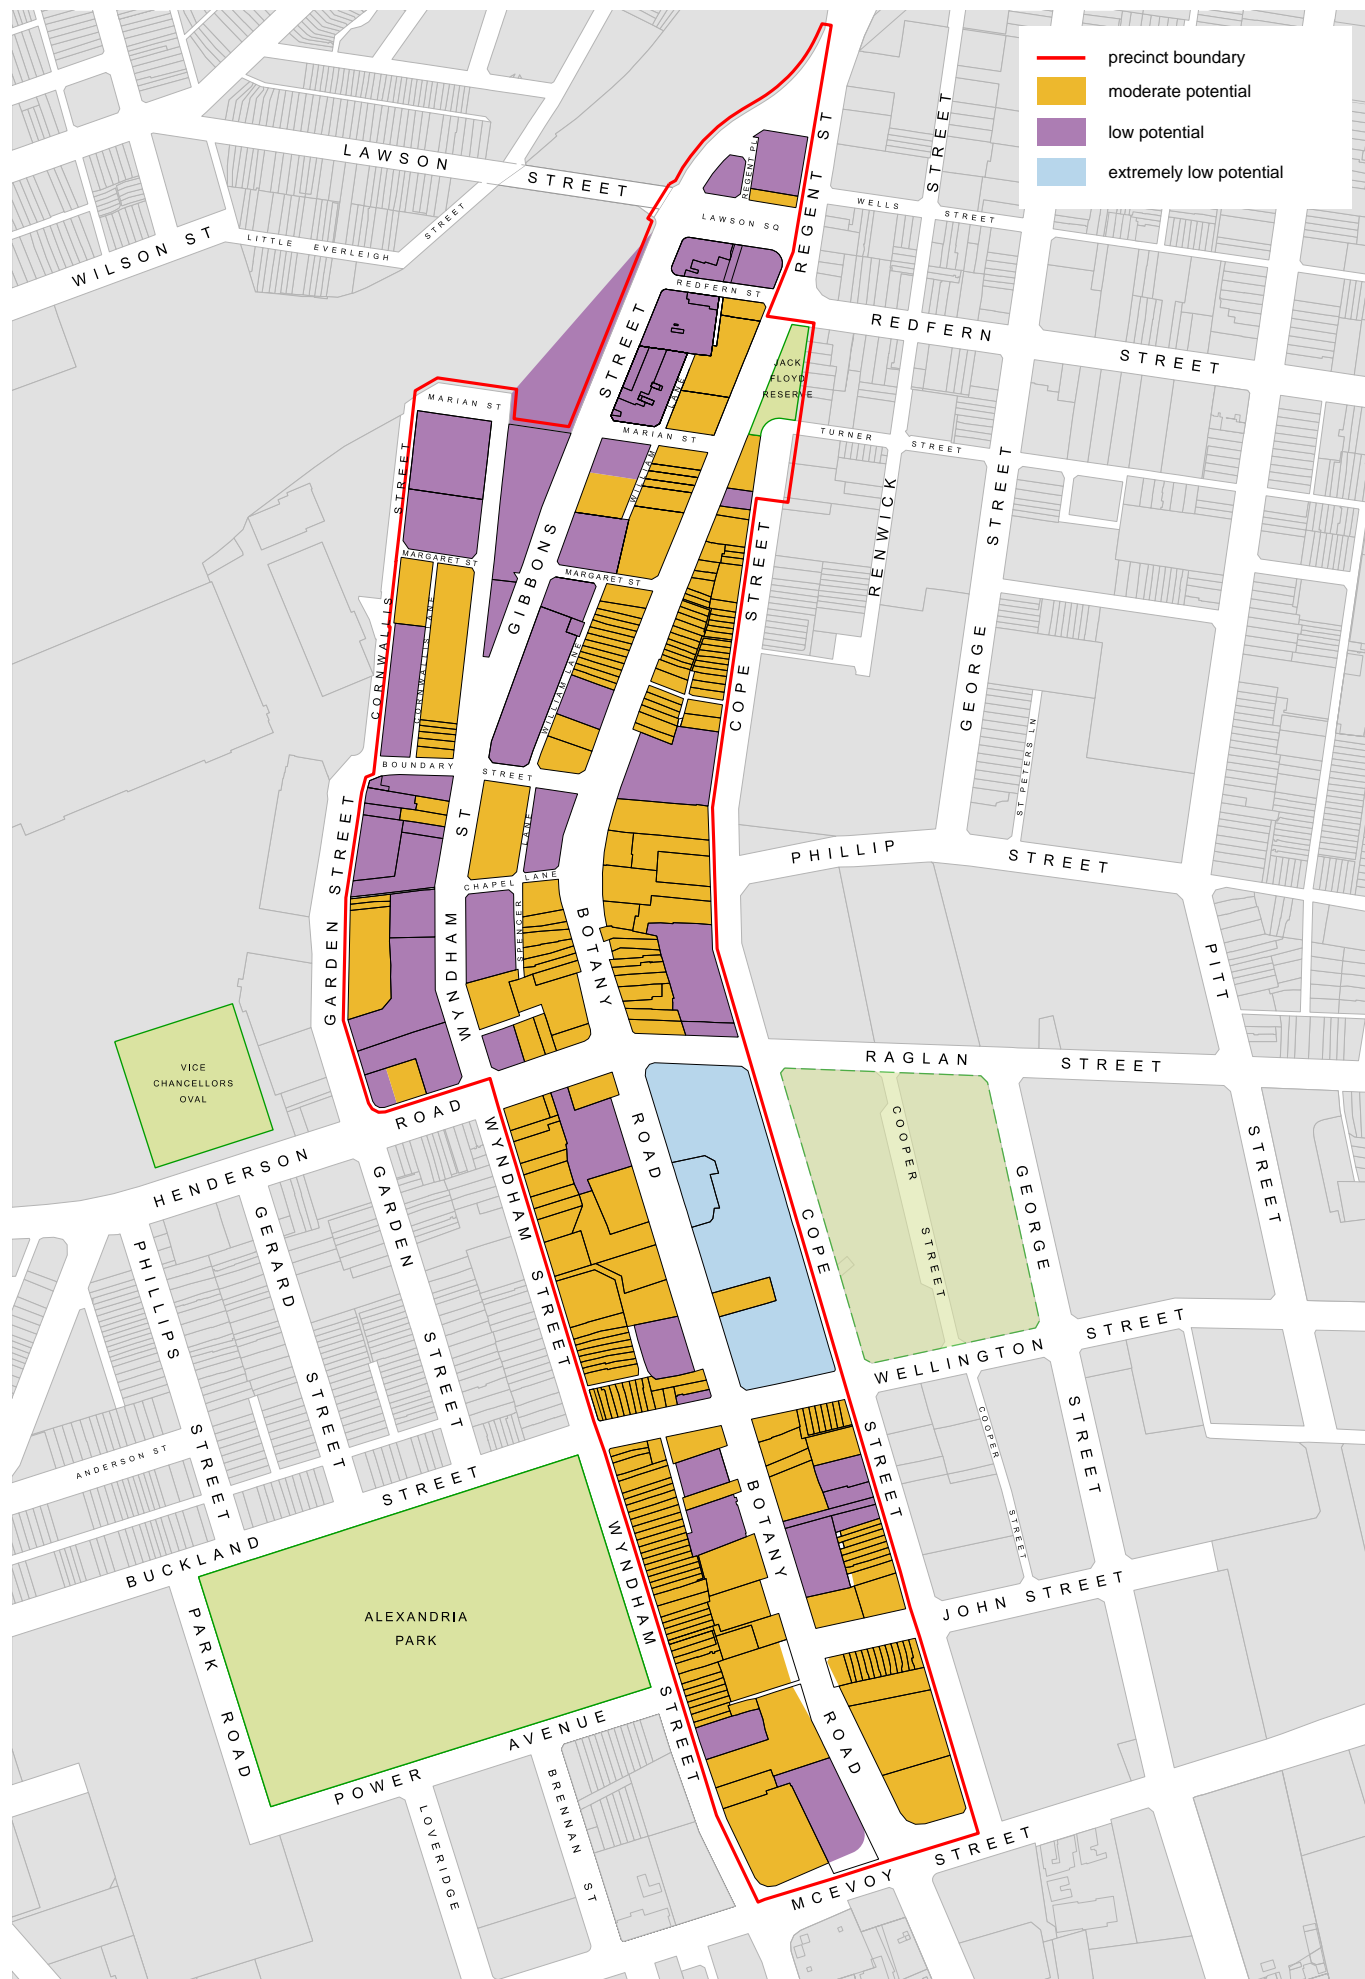 precinct boundary
moderate potential
low potential
extremely low potential
LAWSON STREET
REGENT ST
STREET
REGENT PL
WELLS STREET
LAWSON SQ
STREET
WILSON ST
LITTLE EVERLEIGH
REDFERN ST
REDFERN STREET
STREET
JACK
FLOYD
RESERVE
LANE
MARIAN ST
MARIAN ST
TURNER STREET
STREET
WILLIAM
GIBBONS
RENWICK
STREET
MARGARET ST
MARGARET ST
STREET
CORNWALLIS
CORNWALLIS LANE
WILLIAM LANE
COPE
GEORGE
ST PETERS LN
BOUNDARY STREET
LANE
ST
GARDEN STREET
PHILLIP STREET
CHAPEL LANE
SPENCER
BOTANY
WYNDHAM
PITT
RAGLAN STREET
VICE
CHANCELLORS
OVAL
ROAD
HENDERSON
WYNDHAM
ROAD
COOPER
STREET
GEORGE
STREET
COPE
PHILLIPS
GERARD
GARDEN
STREET
STREET
STREET
STREET
WELLINGTON STREET
COOPER
STREET
STREET
STREET
ANDERSON ST
BUCKLAND STREET
BOTANY
WYNDHAM
JOHN STREET
ALEXANDRIA
PARK
PARK
ROAD
STREET
ROAD
POWER AVENUE
LOVERIDGE
BRENNAN ST
MCEVOY STREET